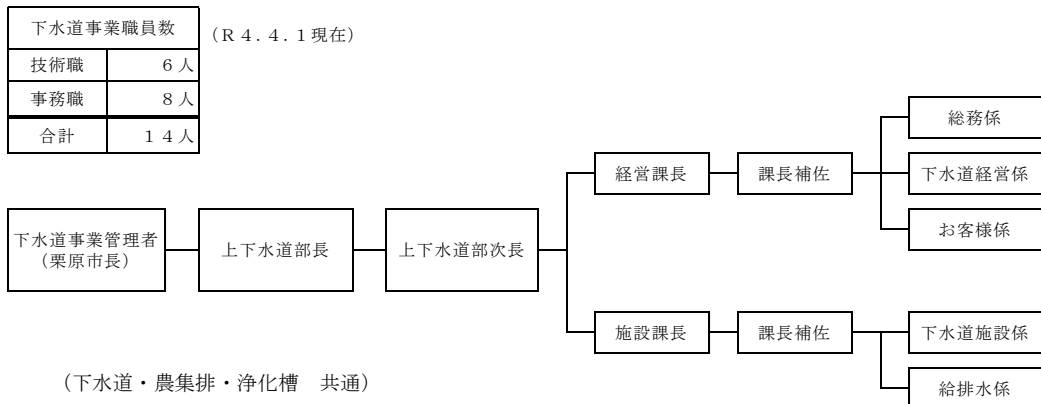 下水道事業職員数
（Ｒ４.４.１現在）
技術職　６人
事務職　８人
合計　１４人
総務係
経営課長　課長補佐　下水道経営係
お客様係
下水道事業管理者
（栗原市長）
上下水道部長　上下水道部次長
施設課長　課長補佐　下水道施設係
給排水係
（下水道・農集排・浄化槽　共通）